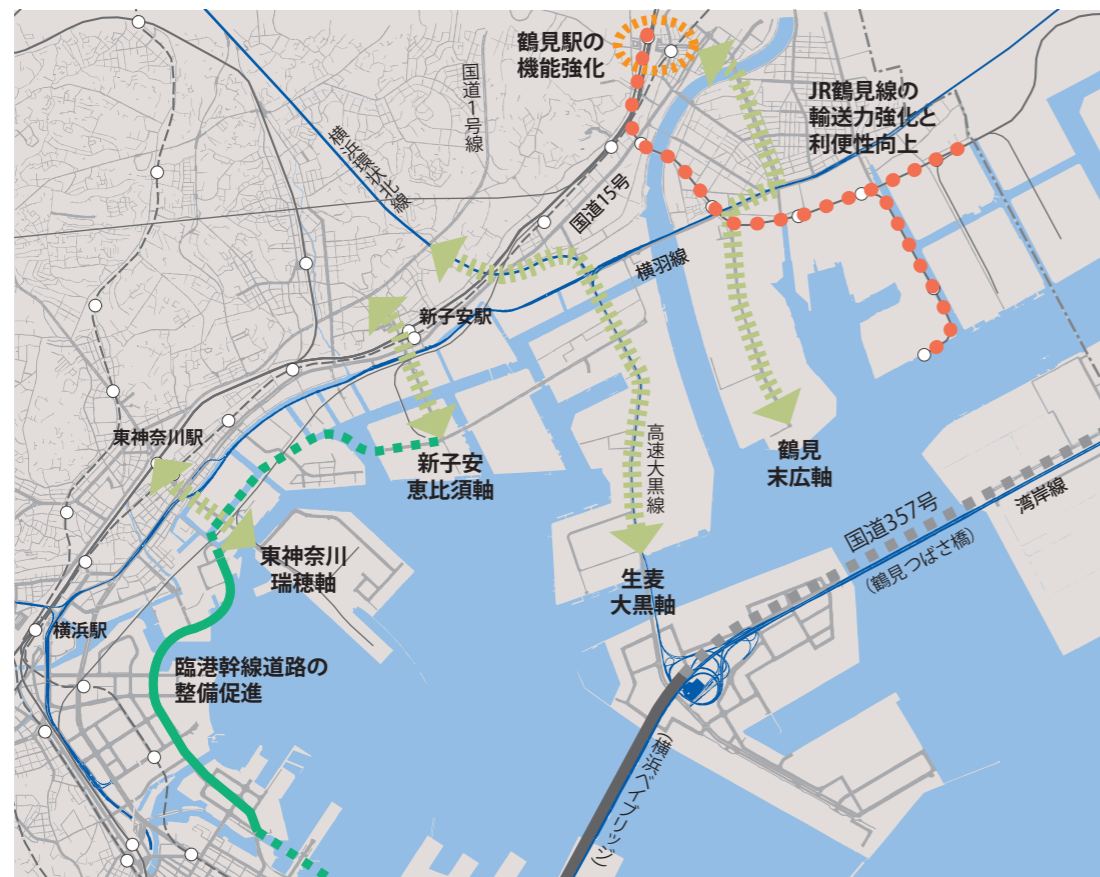 鶴見駅の
機能強化
国道1号線
JR鶴見線の
輸送力強化と
利便性向上
横浜環状北線
国道15号
横羽線
新子安駅
東神奈川駅
新子安
恵比須軸
高速大黒線
鶴見
末広軸
国道357号
湾岸線
(鶴見つばさ橋)
東神奈川
瑞穂軸
生麦
大黒軸
横浜駅
臨港幹線道路の
整備促進
(横浜ベイブリッジ)